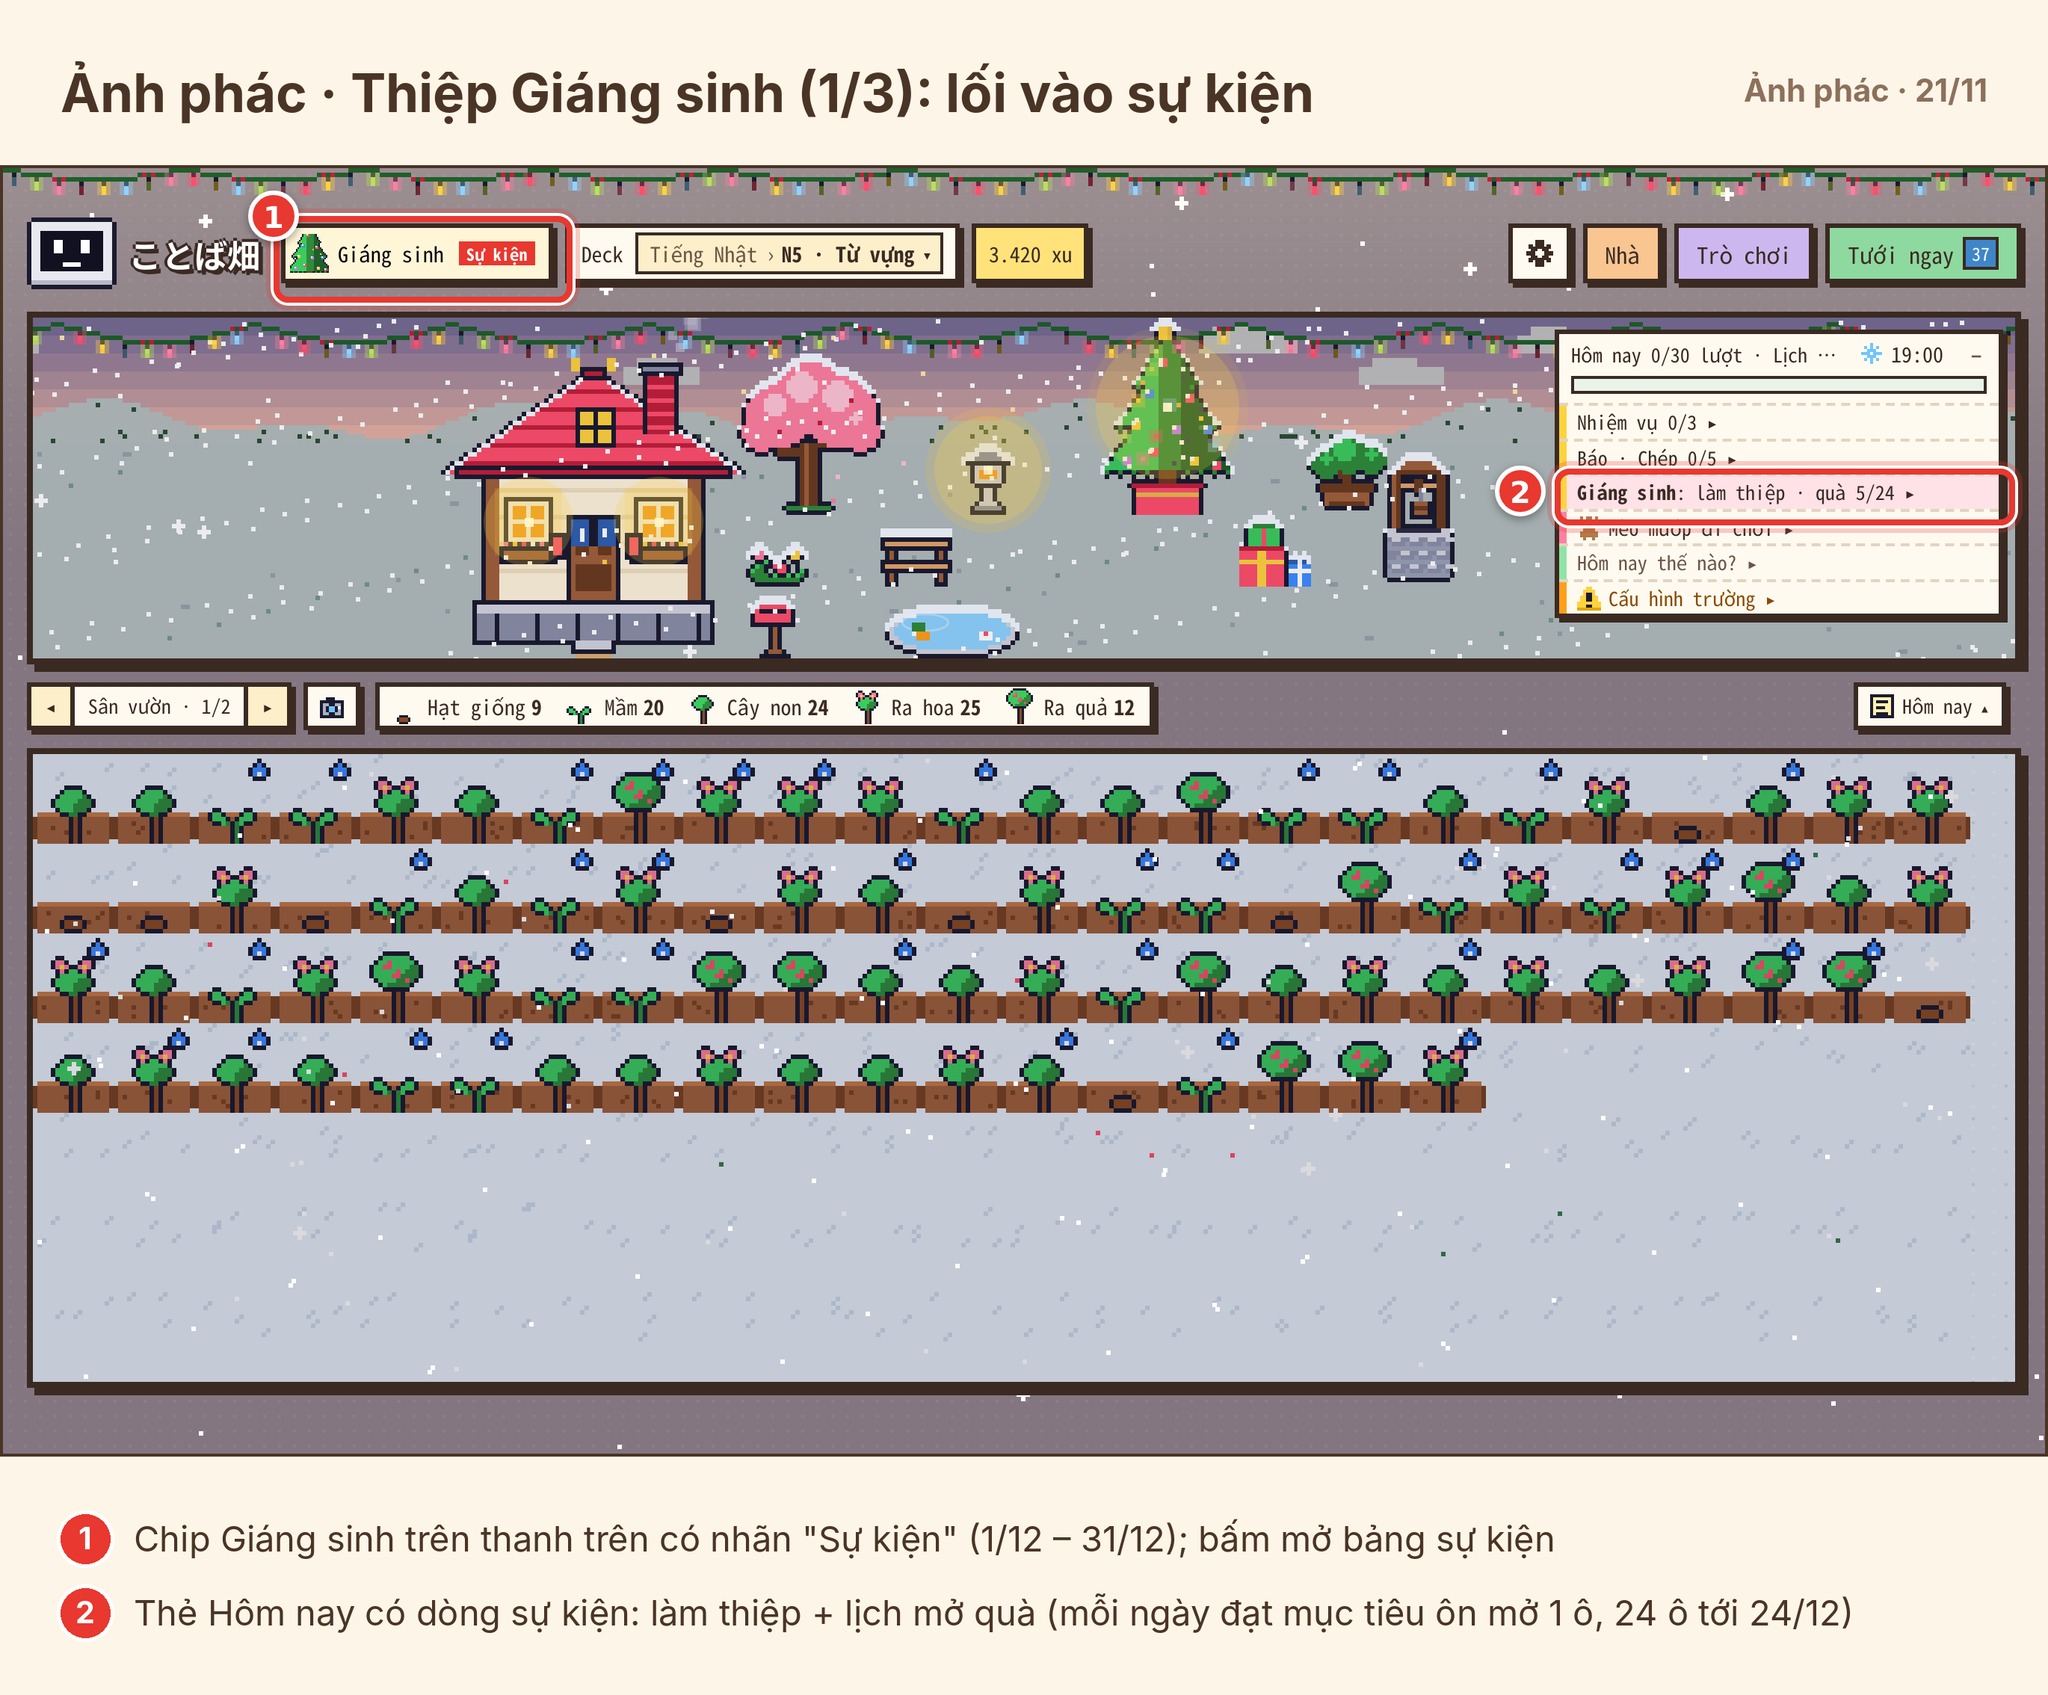 Ảnh phác · Thiệp Giáng sinh (1/3): lối vào sự kiện
Ảnh phác · 21/11
1
ことば畑
Giáng sinh Sự kiện
Deck Tiếng Nhật › N5 · Từ vựng ▾
3.420 xu
Nhà
Trò chơi
Tưới ngay 37
Hôm nay 0/30 lượt · Lịch ··· 19:00 –
Nhiệm vụ 0/3 ▸
Báo · Chép 0/5 ▸
2
Giáng sinh: làm thiệp · quà 5/24 ▸
Mèo mướp đi chơi ▸
Hôm nay thế nào? ▸
Cấu hình trường ▸
◂ Sân vườn · 1/2 ▸
Hạt giống 9 Mầm 20 Cây non 24 Ra hoa 25 Ra quả 12
Hôm nay ▴
1 Chip Giáng sinh trên thanh trên có nhãn "Sự kiện" (1/12 – 31/12); bấm mở bảng sự kiện
2 Thẻ Hôm nay có dòng sự kiện: làm thiệp + lịch mở quà (mỗi ngày đạt mục tiêu ôn mở 1 ô, 24 ô tới 24/12)